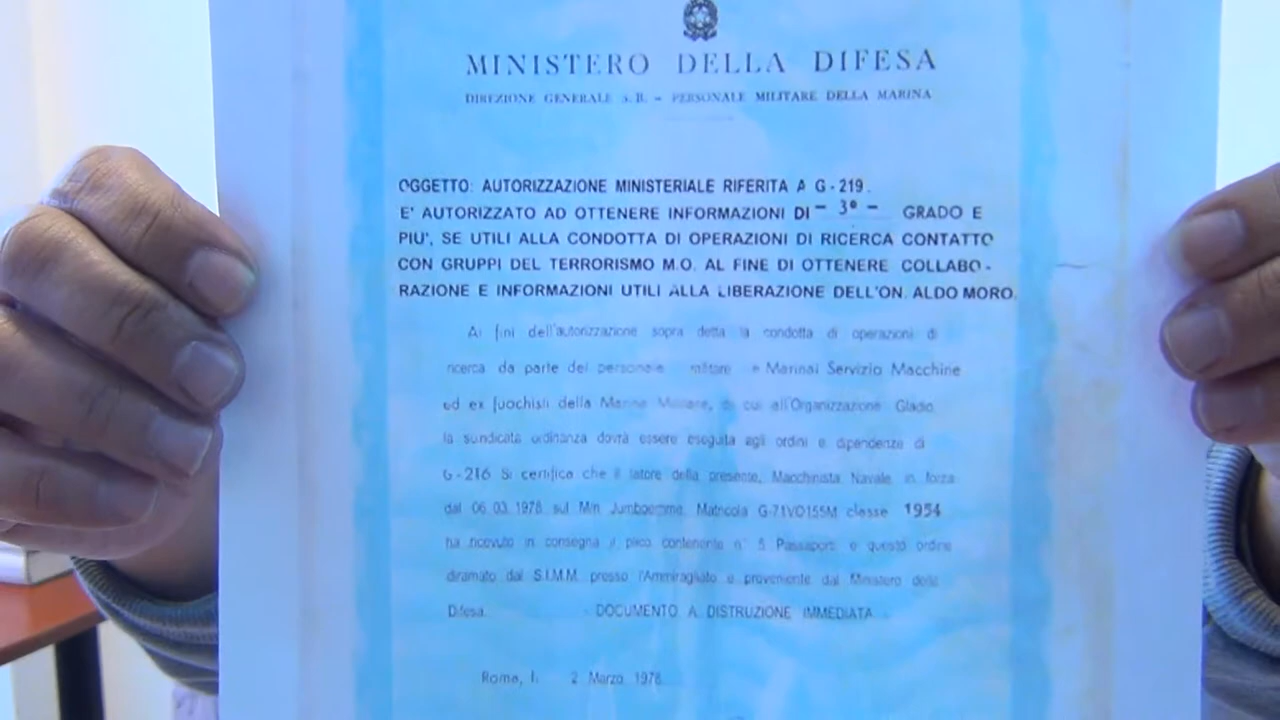 MINISTERO DELLA DIFESA
DIREZIONE GENERALE S. B. - PERSONALE MILITARE DELLA MARINA
OGGETTO: AUTORIZZAZIONE MINISTERIALE RIFERITA A G-219.
E' AUTORIZZATO AD OTTENERE INFORMAZIONI DI - 3° - GRADO E
PIU', SE UTILI ALLA CONDOTTA DI OPERAZIONI DI RICERCA CONTATTO
CON GRUPPI DEL TERRORISMO M.O. AL FINE DI OTTENERE COLLABO-
RAZIONE E INFORMAZIONI UTILI ALLA LIBERAZIONE DELL'ON. ALDO MORO.
Ai fini dell'autorizzazione sopra detta la condotta di operazioni di
ricerca da parte del personale militare e Marinai Servizio Macchine
ed ex fuochisti della Marina Militare, di cui all'Organizzazione Gladio
la sundicata ordinanza dovrà essere eseguita agli ordini e dipendenze di
G-216 Si certifica che il latore della presente, Macchinista Navale in forza
dal 06 03 1978 sul M/n Jumboemme, Matricola G-71VO155M classe 1954
ha ricevuto in consegna il plico contenente n° 5 Passaporti e questo ordine
diramato dal S.I.M.M. presso l'Ammiragliato e proveniente dal Ministero della
Difesa. - DOCUMENTO A DISTRUZIONE IMMEDIATA -
Roma, li 2 Marzo 1978